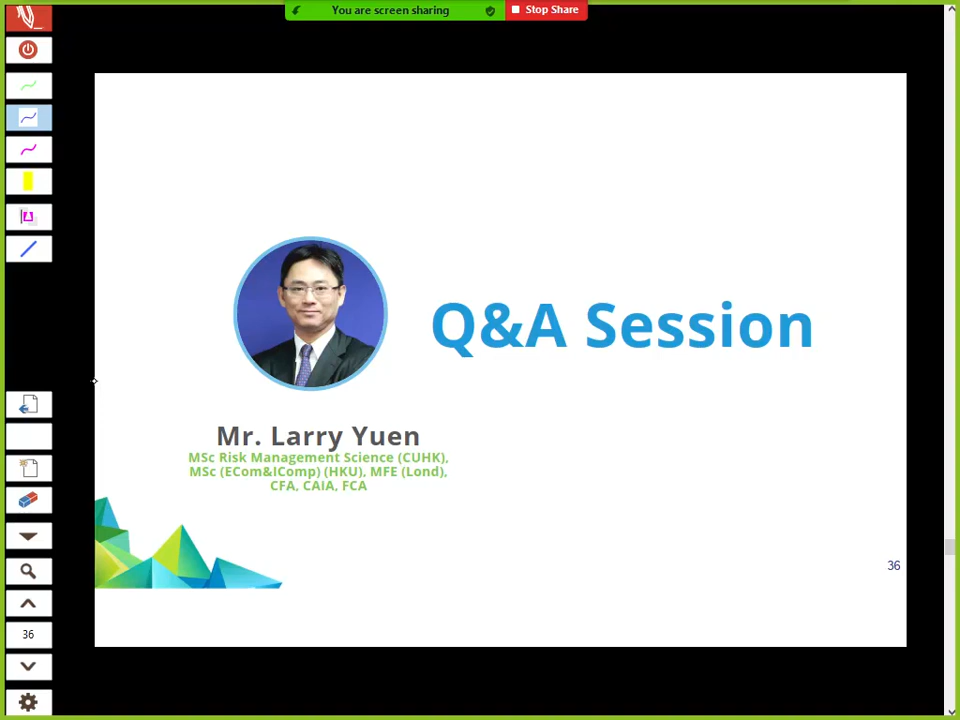 You are screen sharing
Stop Share
Q&A Session
Mr. Larry Yuen
MSc Risk Management Science (CUHK),
MSc (ECom&IComp) (HKU), MFE (Lond),
CFA, CAIA, FCA
36
36